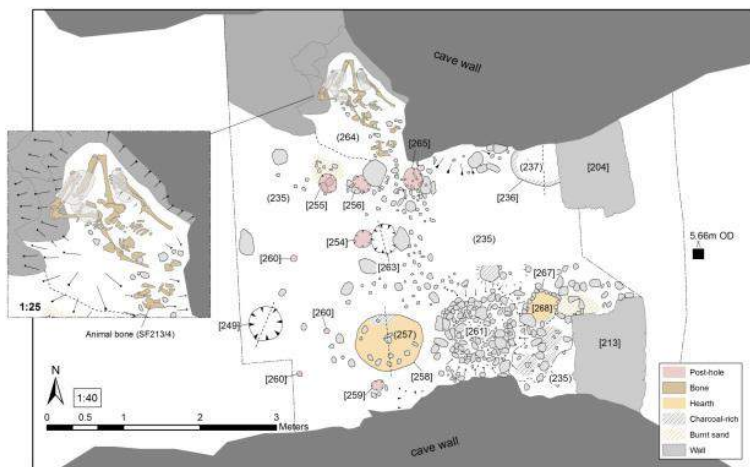 cave wall
(264)
[265]
(237)
[204]
[236]
[255]
[256]
(235)
(235)
[254]
[263]
5.66m OD
[260]
1:25
Animal bone (SF213/4)
[267]
[268]
[249]
[260]
(257)
[261]
[213]
[258]
(235)
[260]
[259]
N
1:40
0 0.5 1 2 3
Meters
cave wall
Post-hole
Bone
Hearth
Charcoal-rich
Burnt sand
Wall